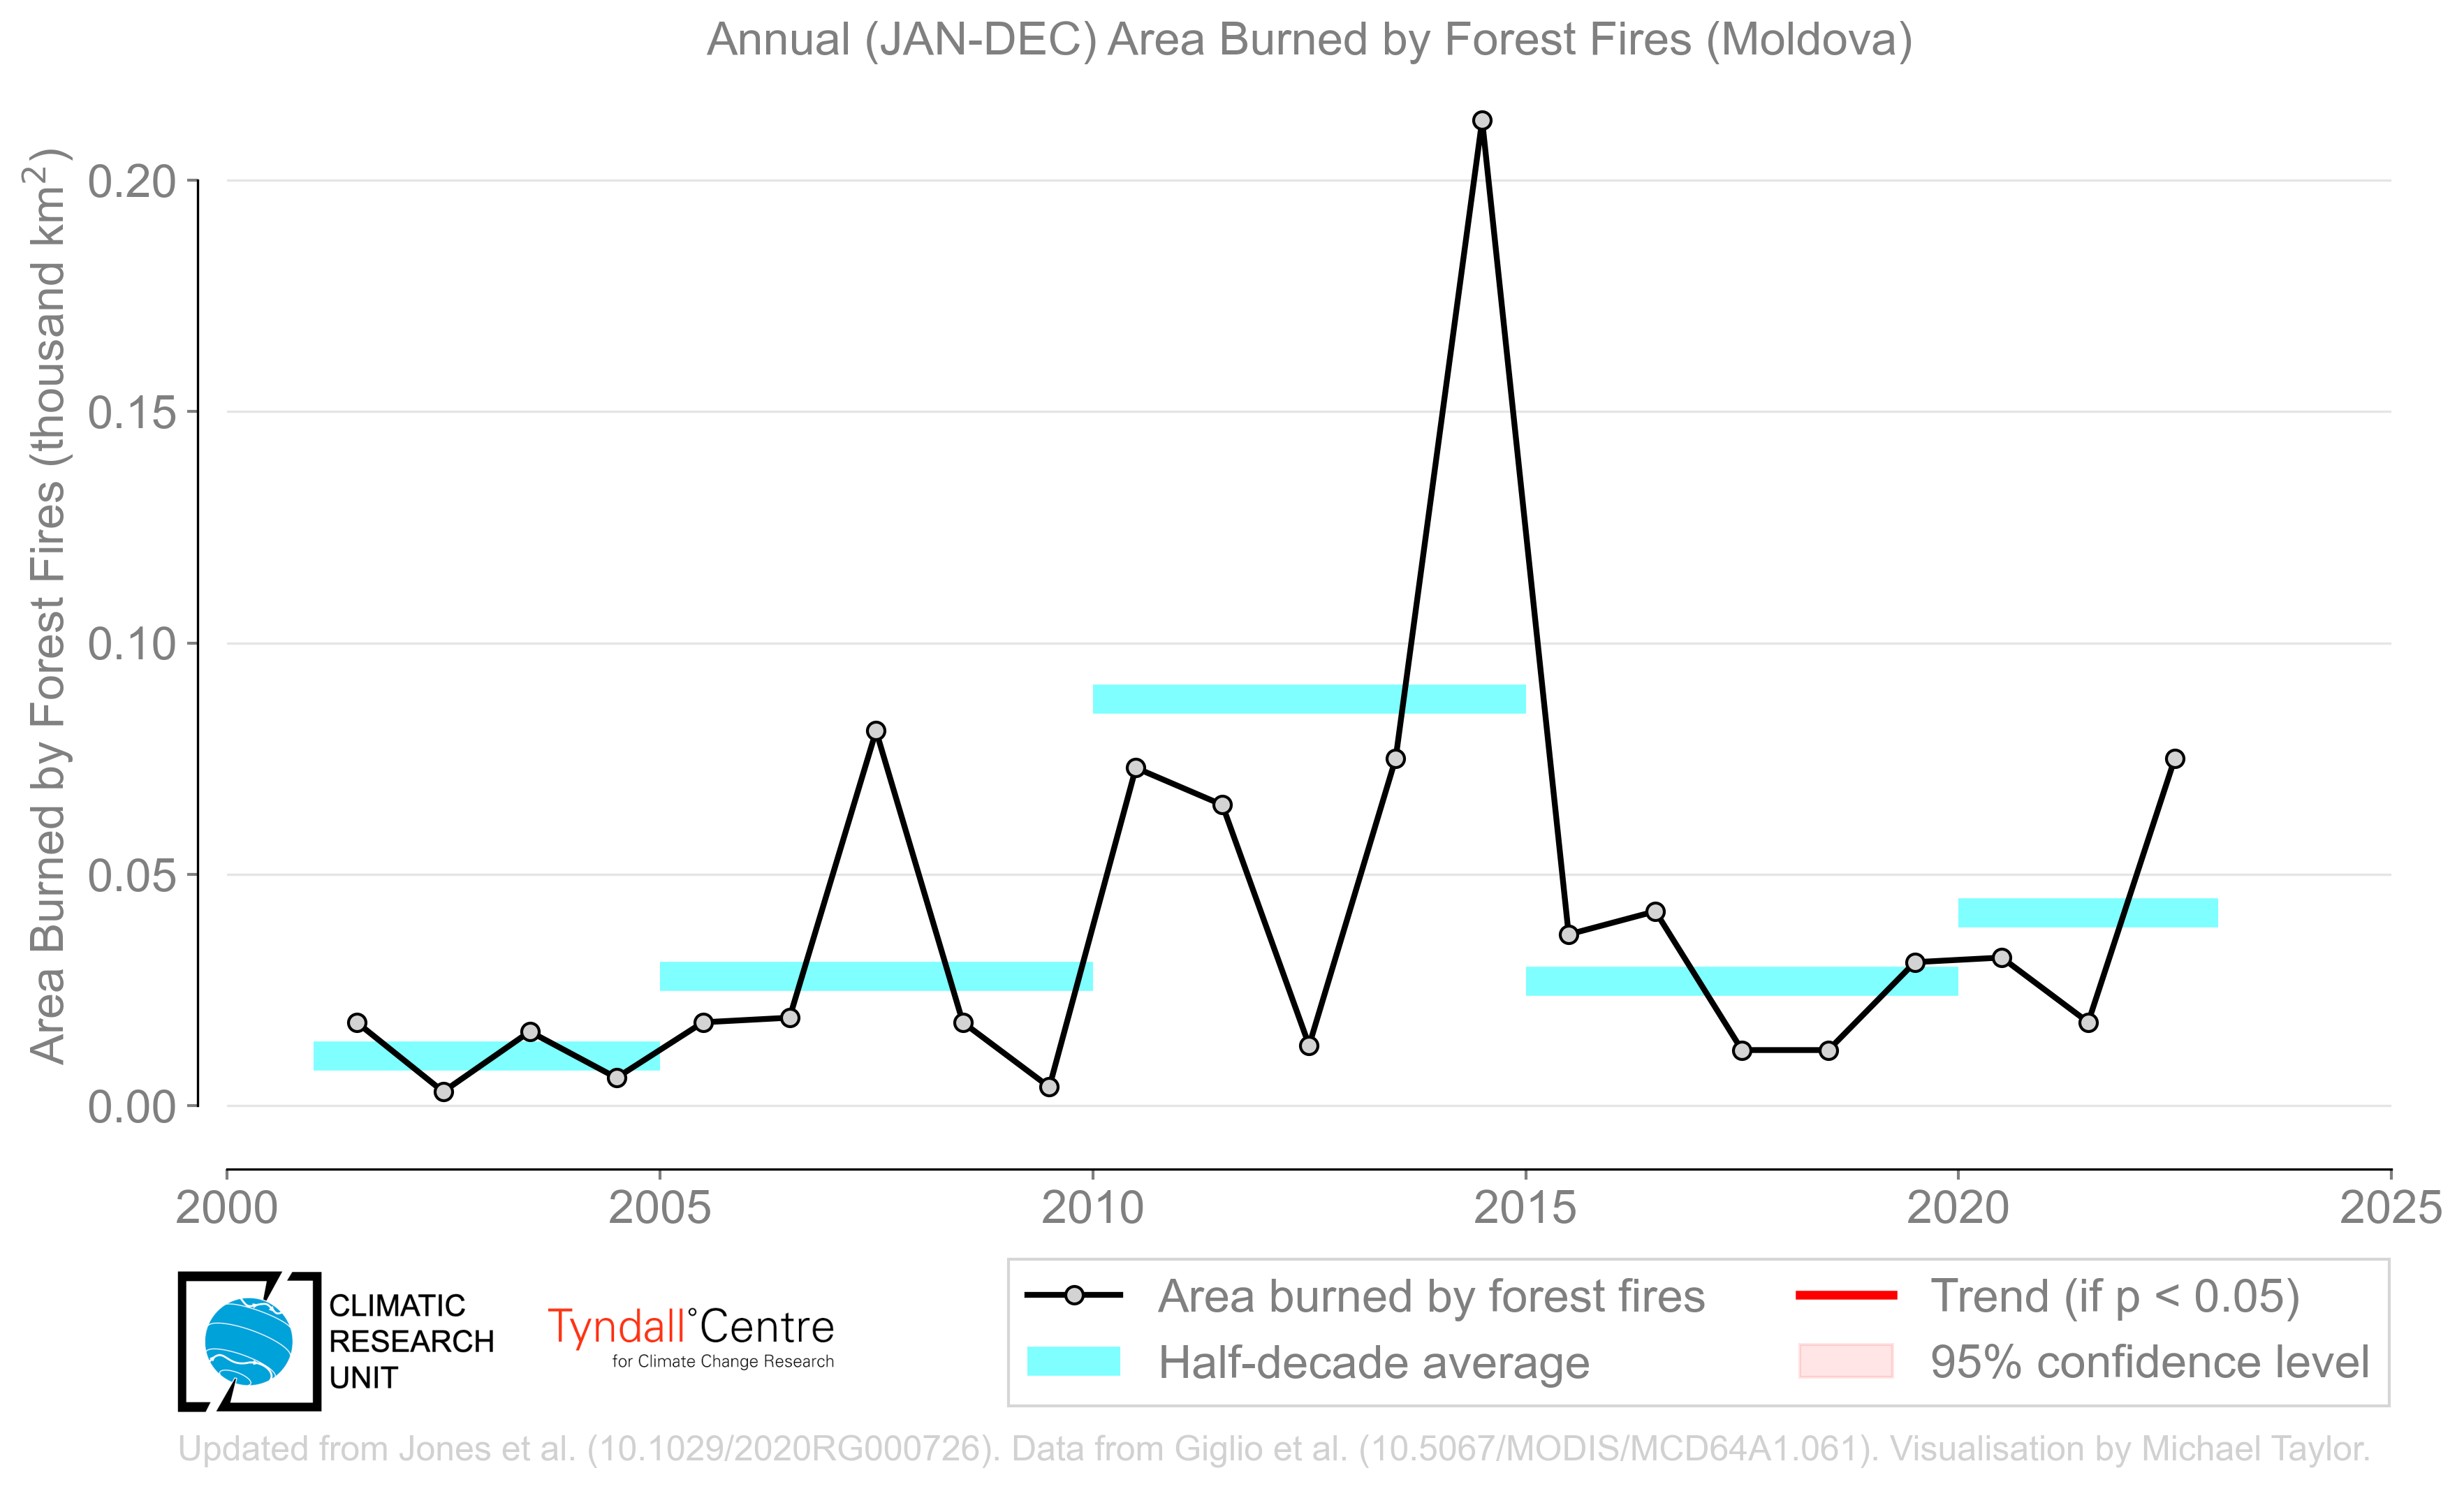 Annual (JAN-DEC) Area Burned by Forest Fires (Moldova)
Area Burned by Forest Fires (thousand km²)
0.20
0.15
0.10
0.05
0.00
2000 2005 2010 2015 2020 2025
CLIMATIC
RESEARCH
UNIT
Tyndall°Centre
for Climate Change Research
Area burned by forest fires
Half-decade average
Trend (if p < 0.05)
95% confidence level
Updated from Jones et al. (10.1029/2020RG000726). Data from Giglio et al. (10.5067/MODIS/MCD64A1.061). Visualisation by Michael Taylor.